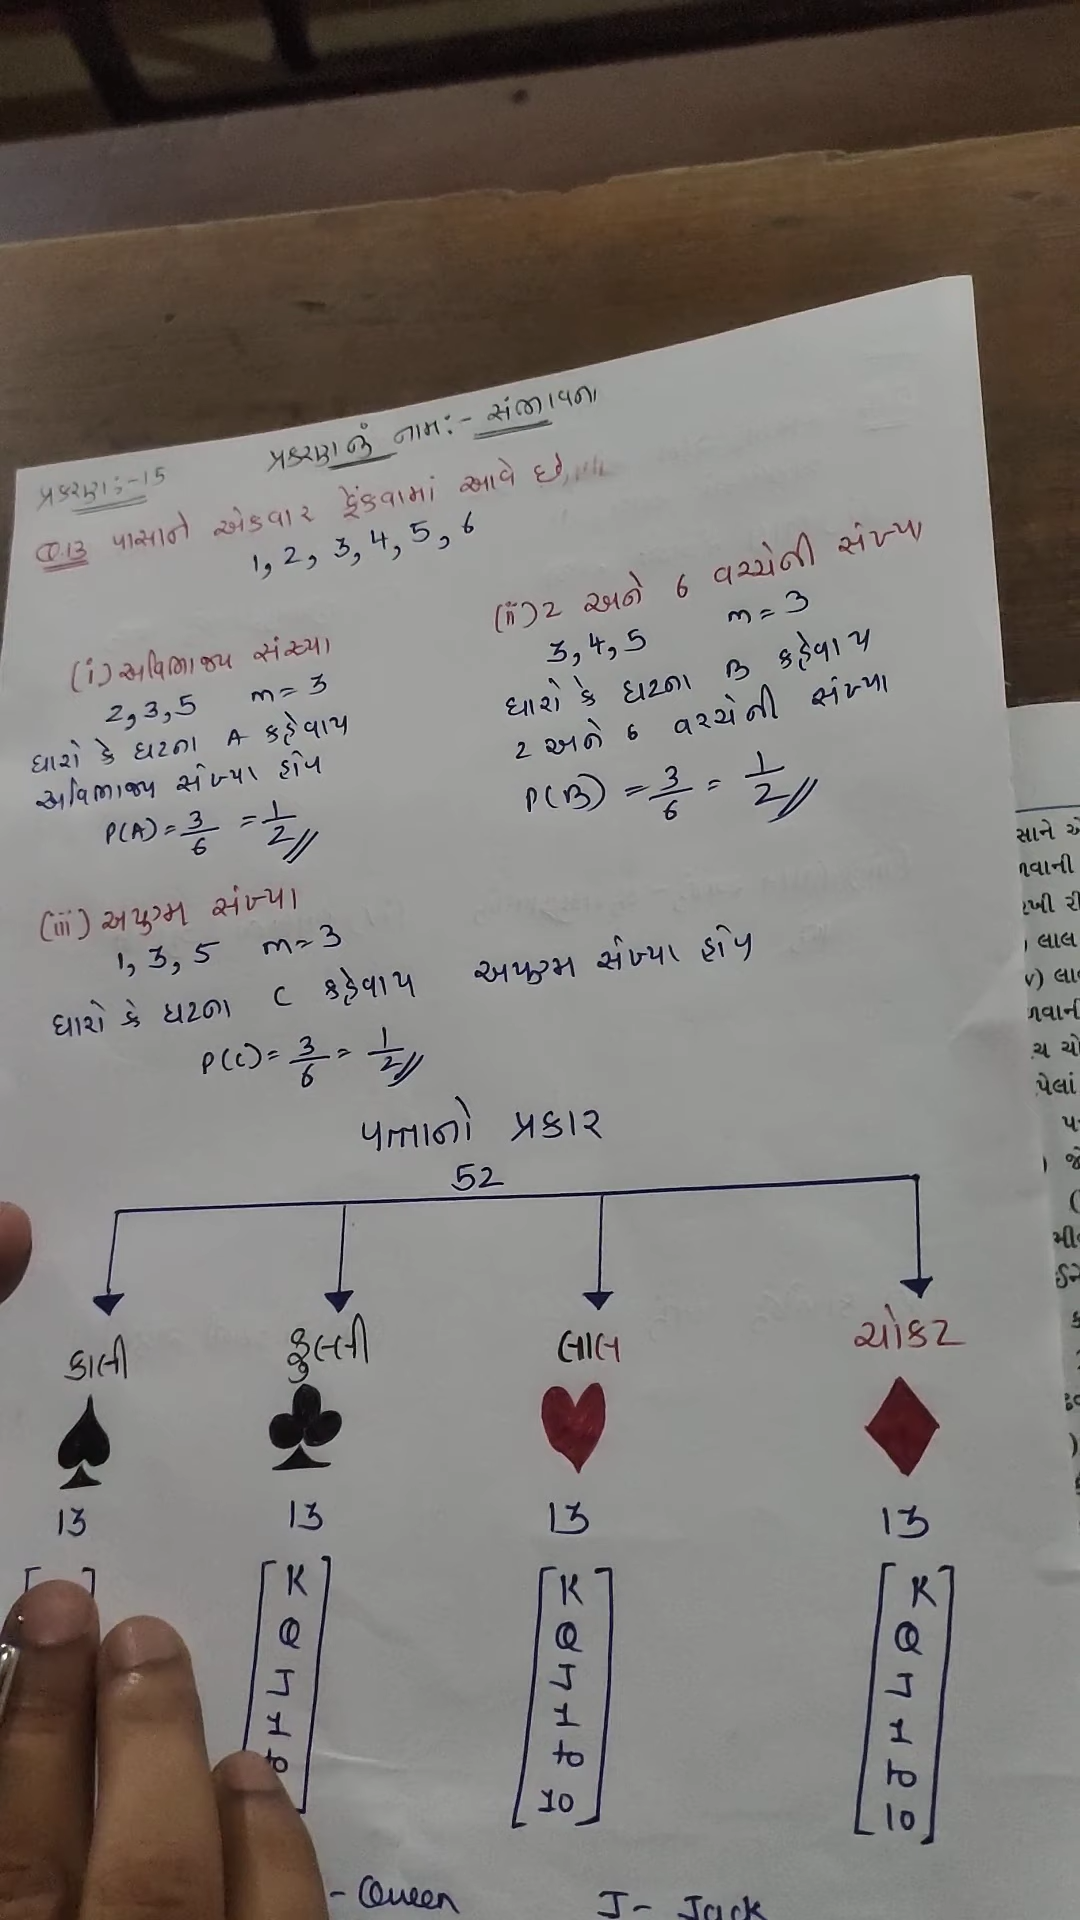 પ્રકરણ:-15
પ્રકરણનું નામ:- સંભાવના
Q.13 પાસાને એકવાર ફેંકવામાં આવે છે,
1, 2, 3, 4, 5, 6
(i) અવિભાજ્ય સંખ્યા
2, 3, 5 m = 3
ધારો કે ઘટના A કહેવાય
અવિભાજ્ય સંખ્યા હોય
P(A) = 3/6 = 1/2 //
(ii) 2 અને 6 વચ્ચેની સંખ્યા
3, 4, 5 m = 3
ધારો કે ઘટના B કહેવાય
2 અને 6 વચ્ચેની સંખ્યા
P(B) = 3/6 = 1/2 //
(iii) અયુગ્મ સંખ્યા
1, 3, 5 m = 3
ધારો કે ઘટના C કહેવાય અયુગ્મ સંખ્યા હોય
P(C) = 3/6 = 1/2 //
પત્તાનો પ્રકાર
52
કાલી ફુલ્લી લાલ ચોકટ
13 13 13 13
K K K
Q Q Q
10 10
- Queen J - Jack
સાને
ળવાની
લાલ
v) લા
ળવાની
પેલાં